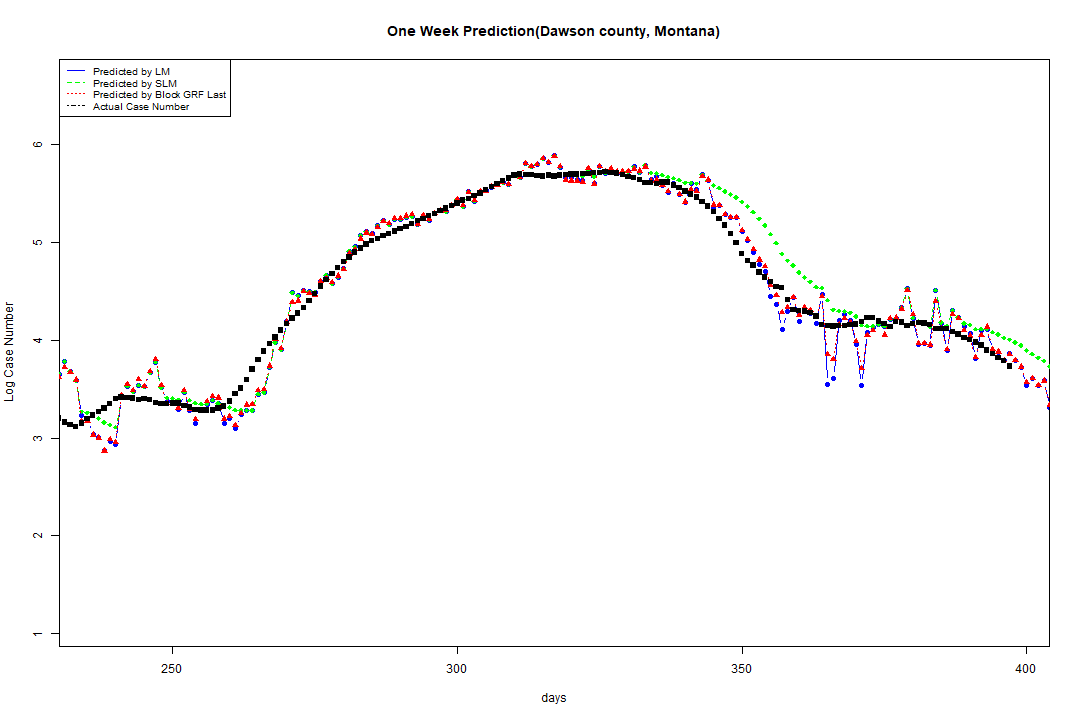 One Week Prediction(Dawson county, Montana)
Predicted by LM
Predicted by SLM
Predicted by Block GRF Last
Actual Case Number
6
5
4
3
2
1
Log Case Number
250 300 350 400
days